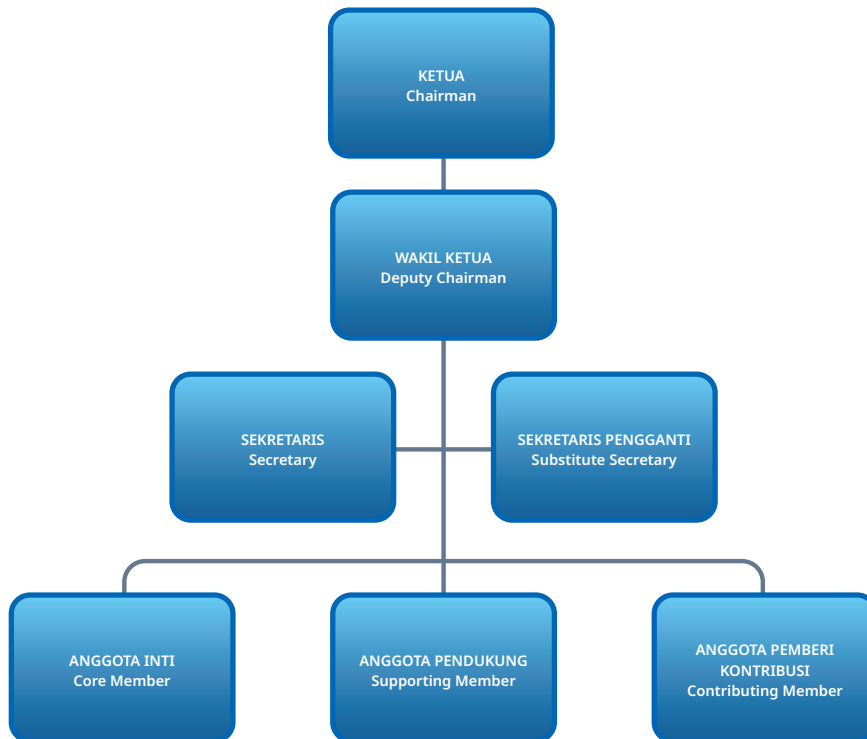 KETUA
Chairman
WAKIL KETUA
Deputy Chairman
SEKRETARIS
Secretary
SEKRETARIS PENGGANTI
Substitute Secretary
ANGGOTA INTI
Core Member
ANGGOTA PENDUKUNG
Supporting Member
ANGGOTA PEMBERI
KONTRIBUSI
Contributing Member